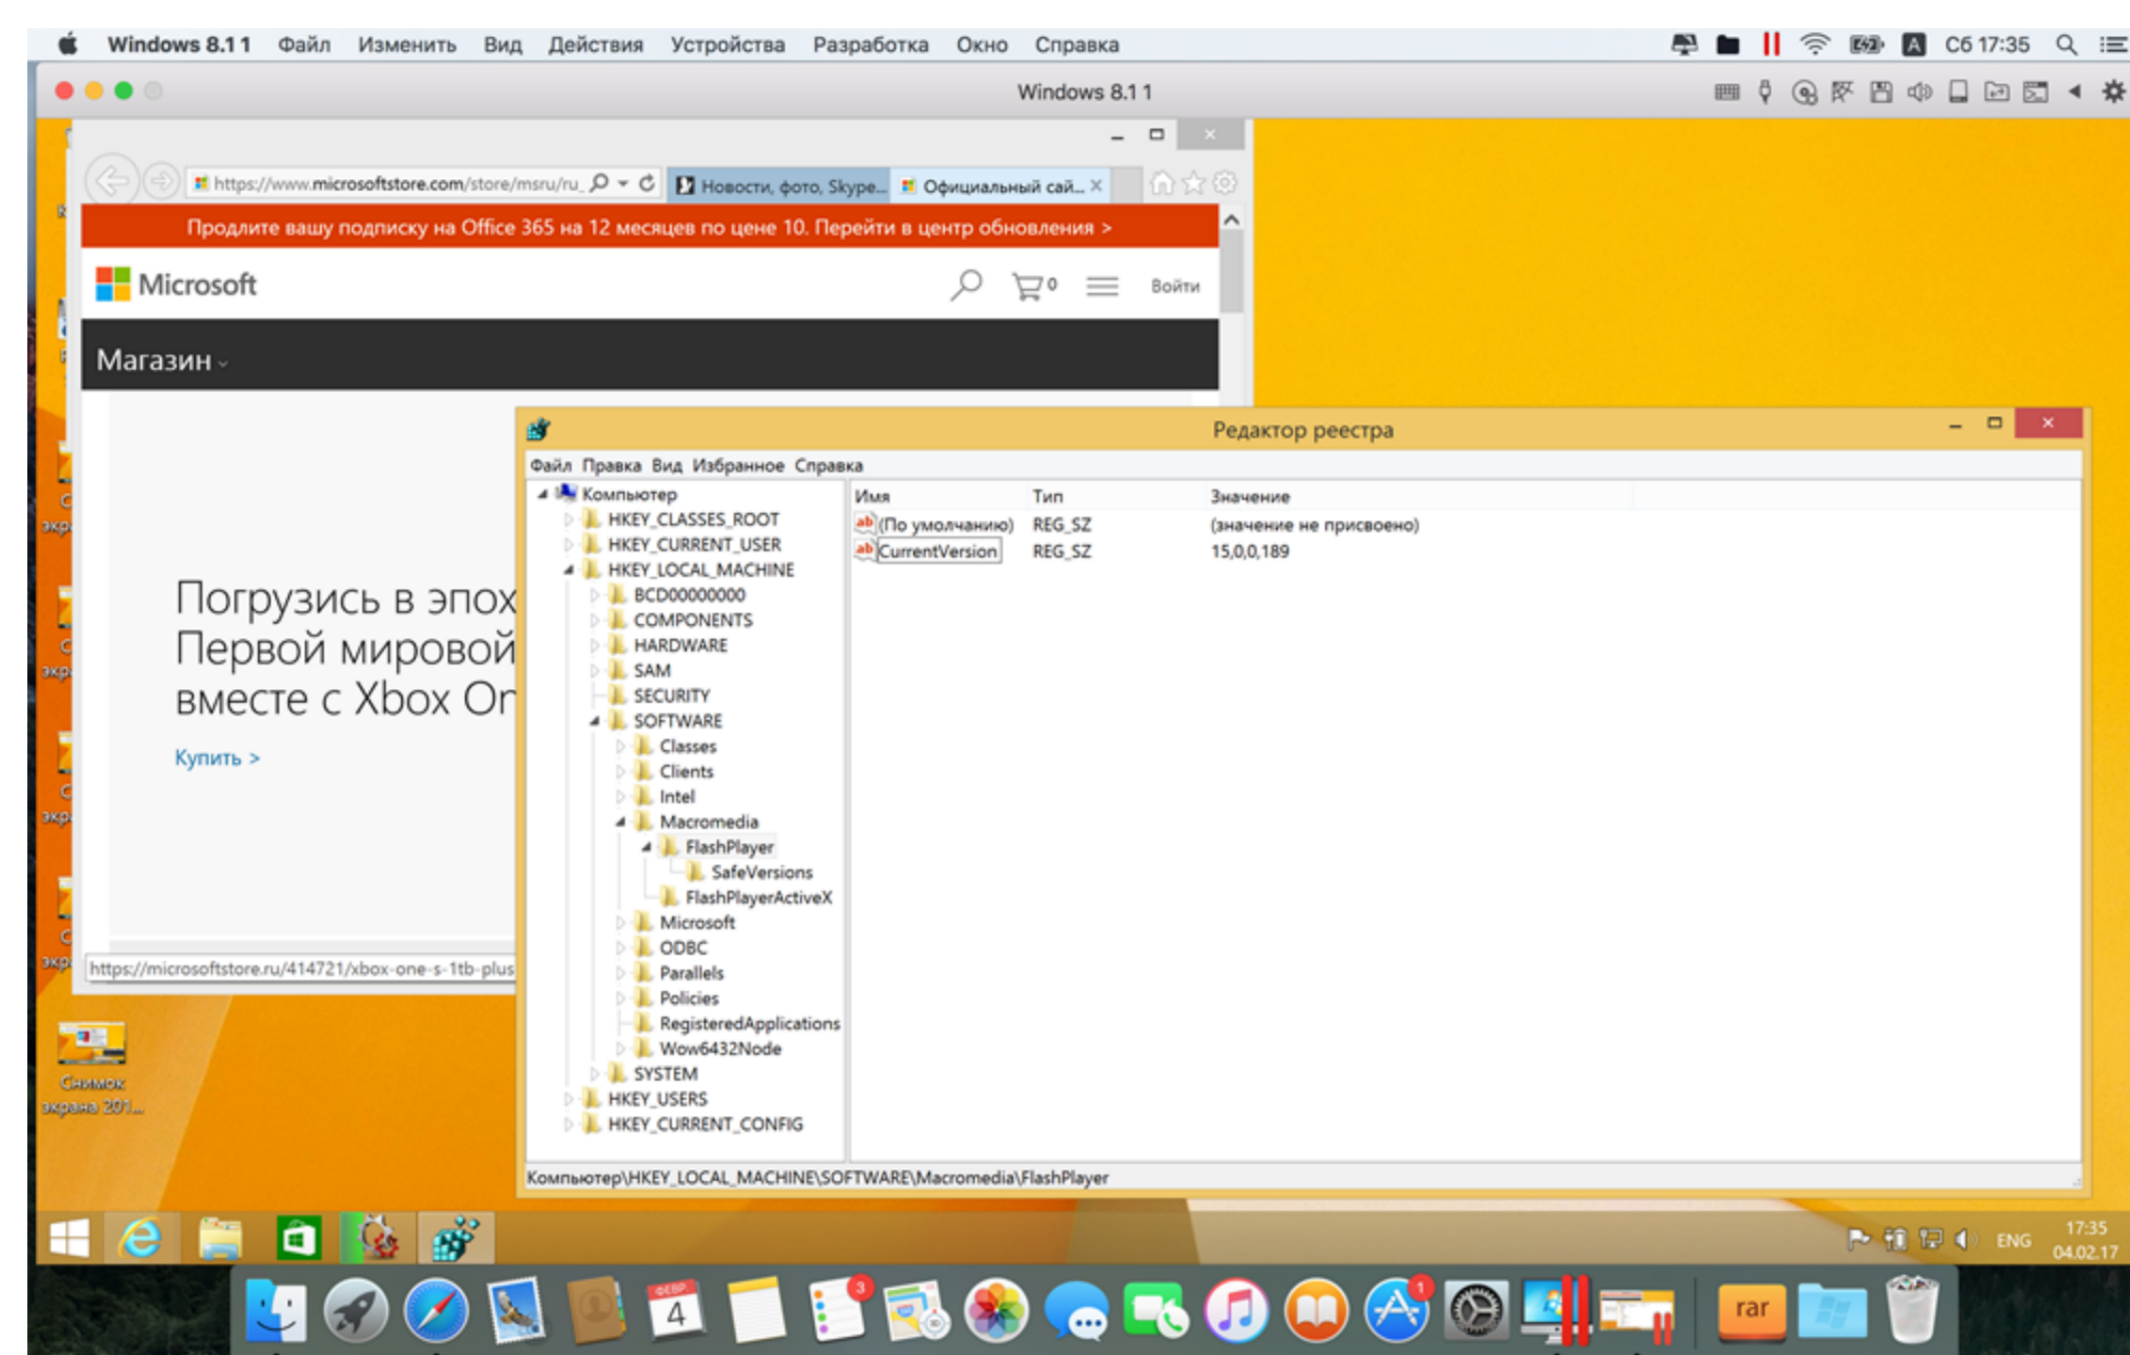 Windows 8.1 1 Файл Изменить Вид Действия Устройства Разработка Окно Справка
A Сб 17:35
Windows 8.1 1
https://www.microsoftstore.com/store/msru/ru_
Новости, фото, Skype...
Официальный сай...
Продлите вашу подписку на Office 365 на 12 месяцев по цене 10. Перейти в центр обновления >
Microsoft
0
Войти
Магазин
Погрузись в эпох
Первой мировой
вместе с Xbox On
Купить >
https://microsoftstore.ru/414721/xbox-one-s-1tb-plus
Редактор реестра
Файл Правка Вид Избранное Справка
Компьютер
HKEY_CLASSES_ROOT
HKEY_CURRENT_USER
HKEY_LOCAL_MACHINE
BCD00000000
COMPONENTS
HARDWARE
SAM
SECURITY
SOFTWARE
Classes
Clients
Intel
Macromedia
FlashPlayer
SafeVersions
FlashPlayerActiveX
Microsoft
ODBC
Parallels
Policies
RegisteredApplications
Wow6432Node
SYSTEM
HKEY_USERS
HKEY_CURRENT_CONFIG
Имя Тип Значение
ab (По умолчанию) REG_SZ (значение не присвоено)
ab CurrentVersion REG_SZ 15,0,0,189
Компьютер\HKEY_LOCAL_MACHINE\SOFTWARE\Macromedia\FlashPlayer
Снимок
экрана 201...
ENG
17:35
04.02.17
ФЕВР.
4
3
1
rar